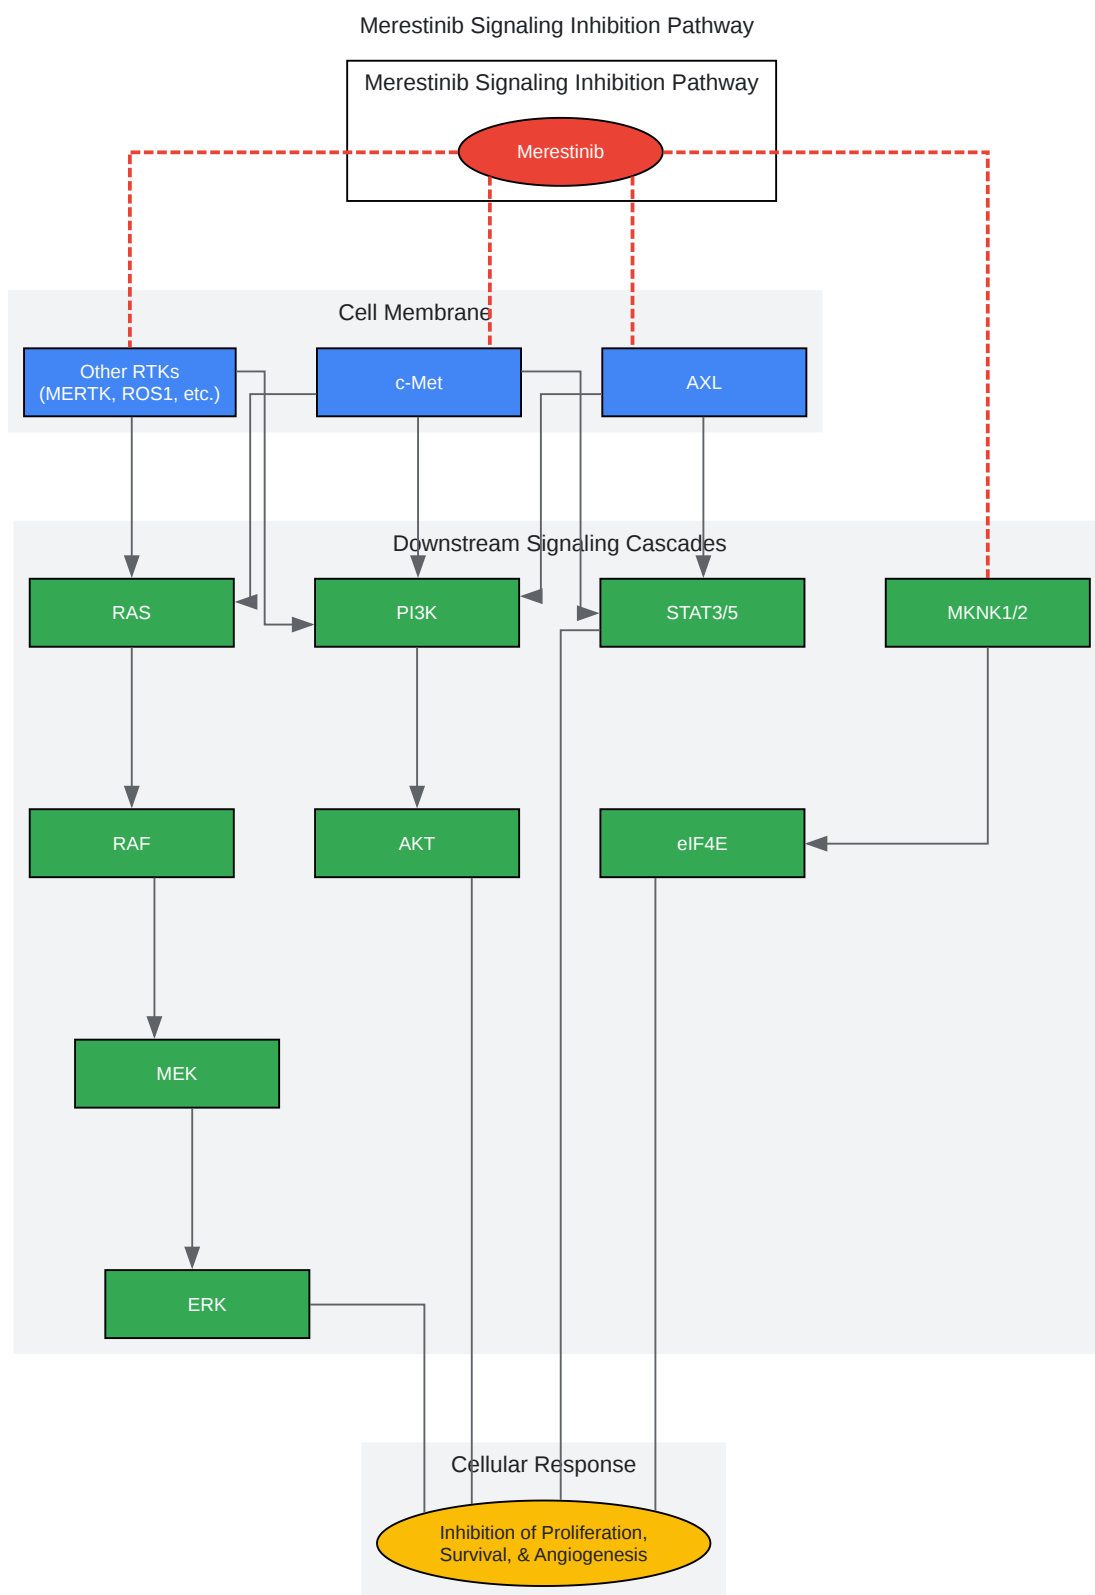 Merestinib Signaling Inhibition Pathway
Merestinib Signaling Inhibition Pathway
Merestinib
Cell Membrane
Other RTKs
(MERTK, ROS1, etc.)
c-Met
AXL
Downstream Signaling Cascades
RAS
PI3K
STAT3/5
MKNK1/2
RAF
AKT
eIF4E
MEK
ERK
Cellular Response
Inhibition of Proliferation,
Survival, & Angiogenesis